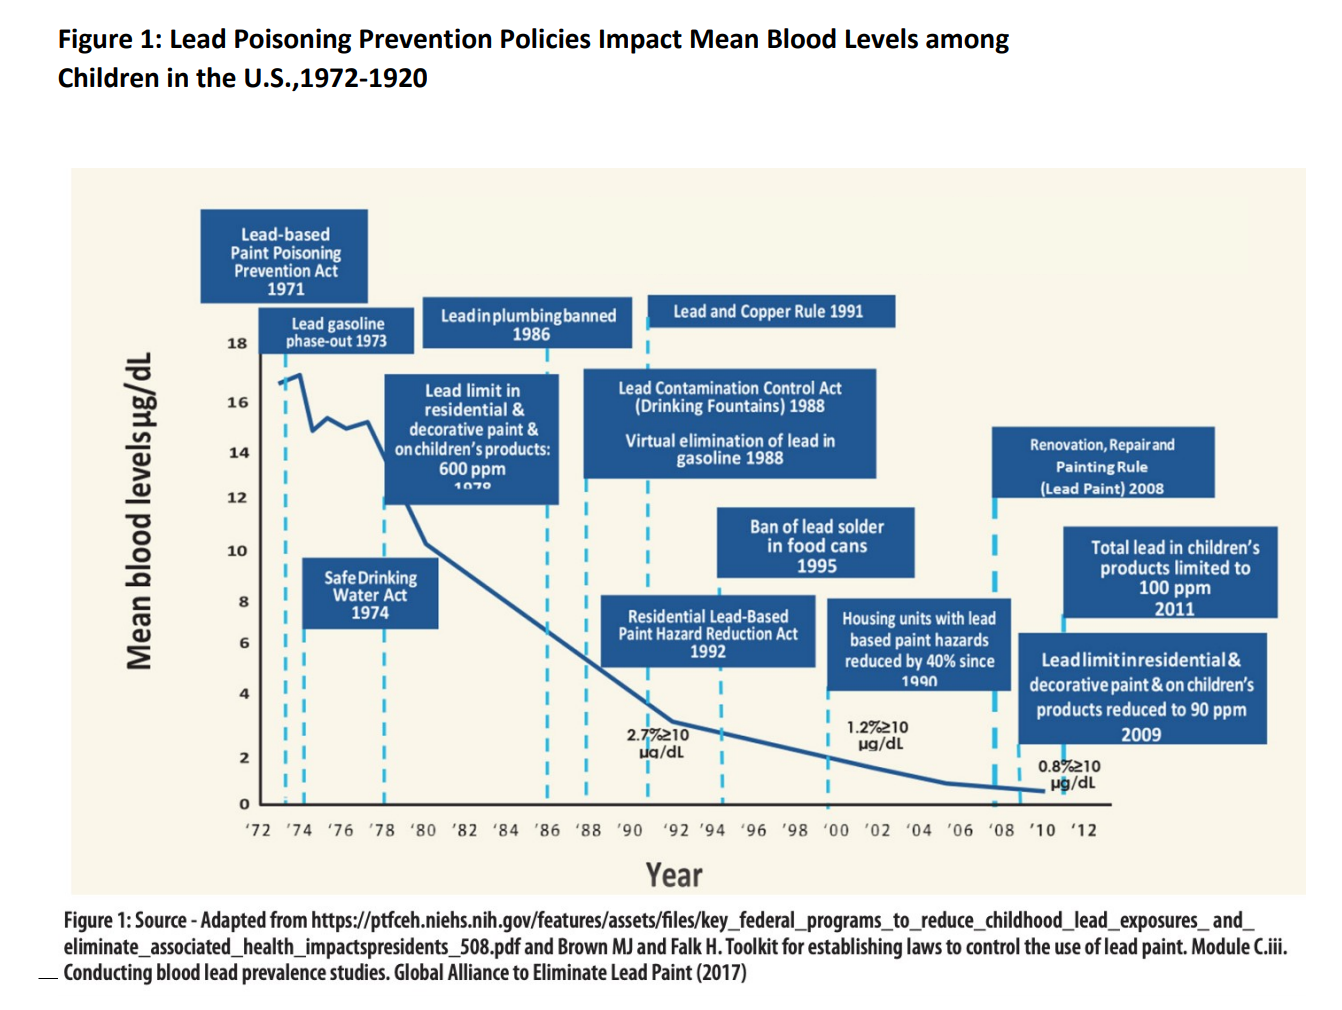 Figure 1: Lead Poisoning Prevention Policies Impact Mean Blood Levels among
Children in the U.S.,1972-1920
Lead-based
Paint Poisoning
Prevention Act
1971
Lead gasoline
phase-out 1973
Lead in plumbing banned
1986
Lead and Copper Rule 1991
Lead limit in
residential &
decorative paint &
on children's products:
600 ppm
1978
Lead Contamination Control Act
(Drinking Fountains) 1988
Virtual elimination of lead in
gasoline 1988
Renovation, Repair and
Painting Rule
(Lead Paint) 2008
Ban of lead solder
in food cans
1995
Total lead in children's
products limited to
100 ppm
2011
Safe Drinking
Water Act
1974
Residential Lead-Based
Paint Hazard Reduction Act
1992
Housing units with lead
based paint hazards
reduced by 40% since
1990
Lead limit in residential &
decorative paint & on children's
products reduced to 90 ppm
2009
2.7%≥10
µg/dL
1.2%≥10
µg/dL
0.8%≥10
µg/dL
Mean blood levels µg/dL
18
16
14
12
10
8
6
4
2
0
'72 '74 '76 '78 '80 '82 '84 '86 '88 '90 '92 '94 '96 '98 '00 '02 '04 '06 '08 '10 '12
Year
Figure 1: Source - Adapted from https://ptfceh.niehs.nih.gov/features/assets/files/key_federal_programs_to_reduce_childhood_lead_exposures_and_
eliminate_associated_health_impactspresidents_508.pdf and Brown MJ and Falk H. Toolkit for establishing laws to control the use of lead paint. Module C.iii.
Conducting blood lead prevalence studies. Global Alliance to Eliminate Lead Paint (2017)